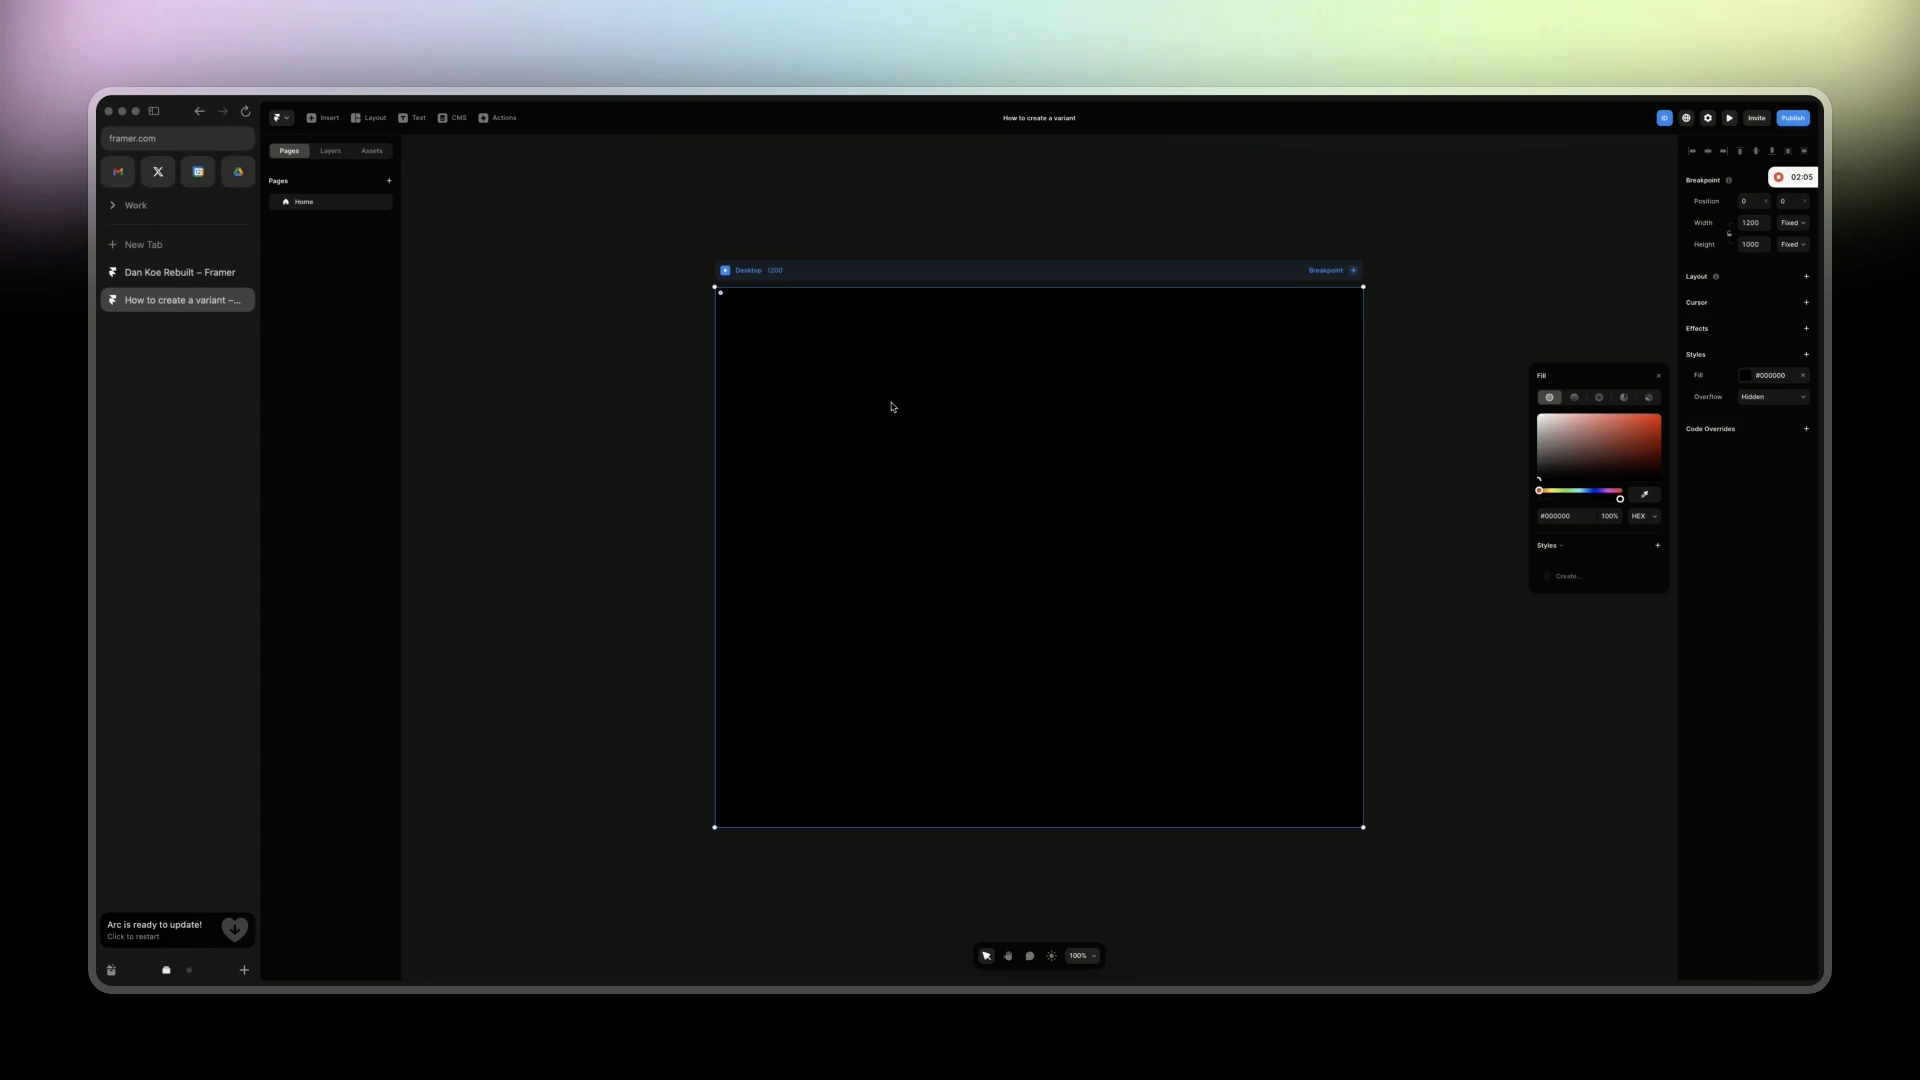 framer.com
Work
New Tab
Dan Koe Rebuilt – Framer
How to create a variant –...
Arc is ready to update!
Click to restart
Insert
Layout
Text
CMS
Actions
How to create a variant
ID
Invite
Publish
Pages
Layers
Assets
Pages
Home
Desktop 1200
Breakpoint
100%
Fill
#000000
100%
HEX
Styles
Create...
Breakpoint
02:05
Position
0
0
Width
1200
Fixed
Height
1000
Fixed
Layout
Cursor
Effects
Styles
Fill
#000000
Overflow
Hidden
Code Overrides